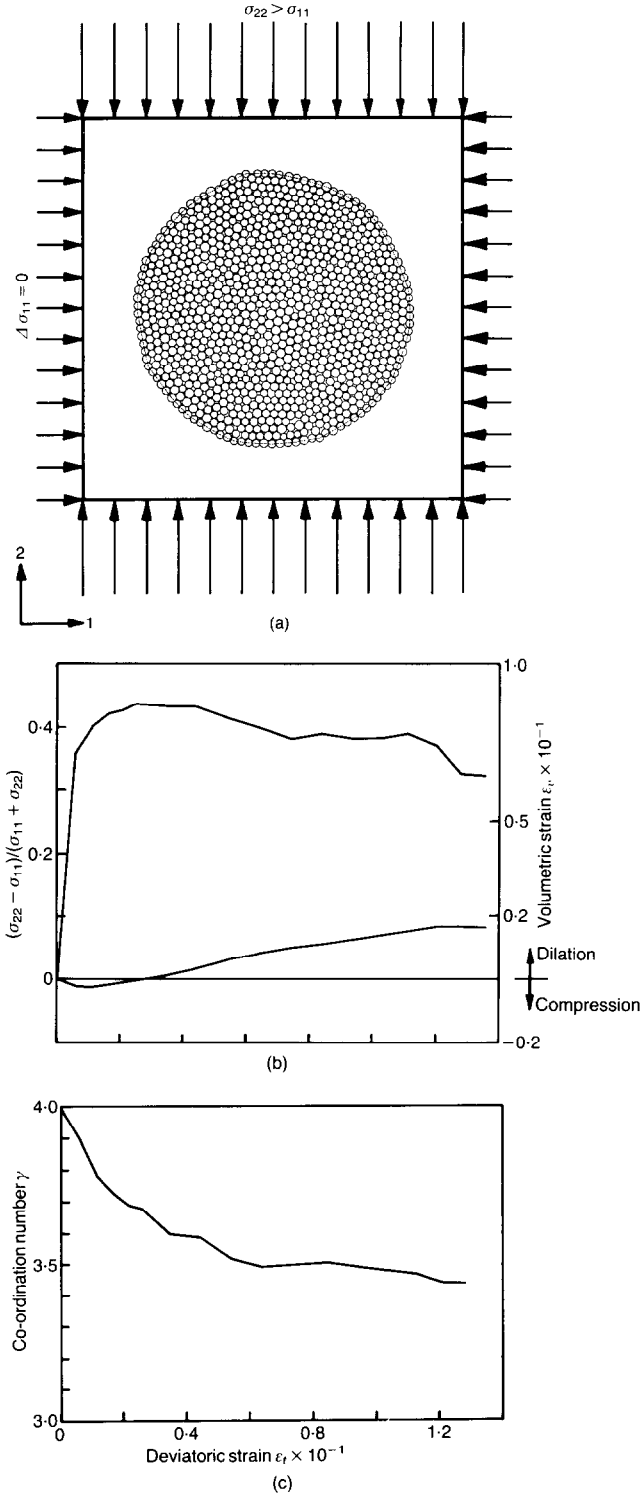 σ₂₂ > σ₁₁
Δ σ₁₁ = 0
2
1
(a)
(σ₂₂ − σ₁₁)/(σ₁₁ + σ₂₂)
0·4
0·2
0
1·0
0·5
0·2
−0·2
Volumetric strain εᵥ × 10⁻¹
Dilation
Compression
(b)
Co-ordination number γ
4·0
3·5
3·0
0
0·4
0·8
1·2
Deviatoric strain εₜ × 10⁻¹
(c)